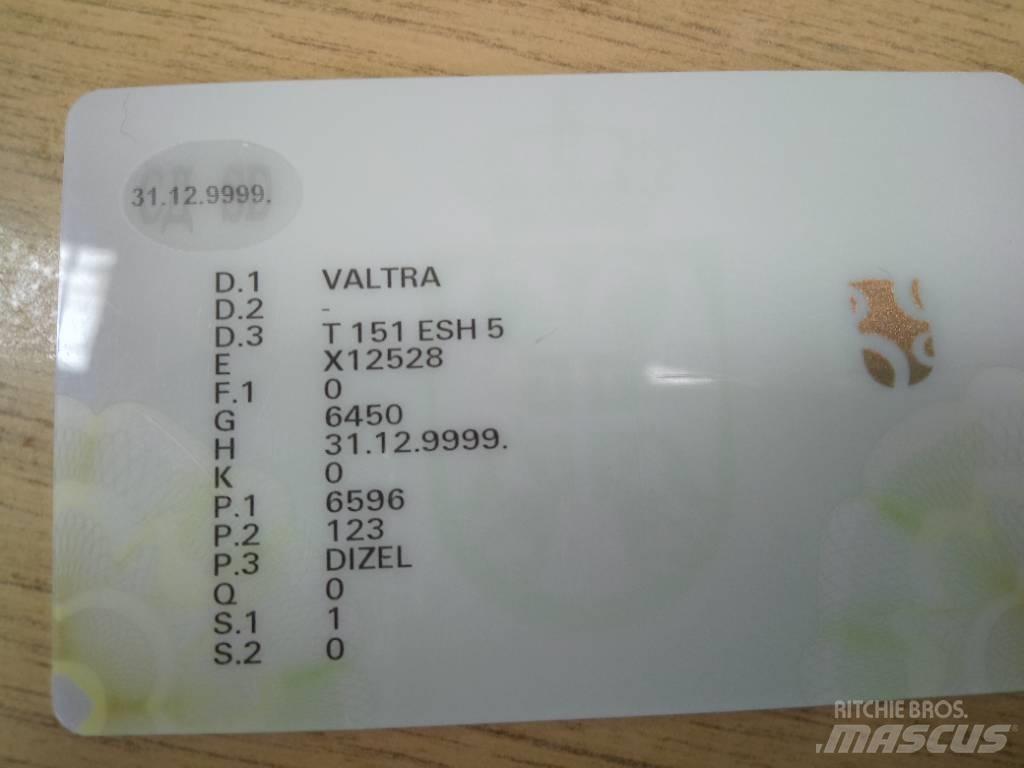 31.12.9999.
D.1 VALTRA
D.2 -
D.3 T 151 ESH 5
E X12528
F.1 0
G 6450
H 31.12.9999.
K 0
P.1 6596
P.2 123
P.3 DIZEL
Q 0
S.1 1
S.2 0
RITCHIE BROS.
MASCUS